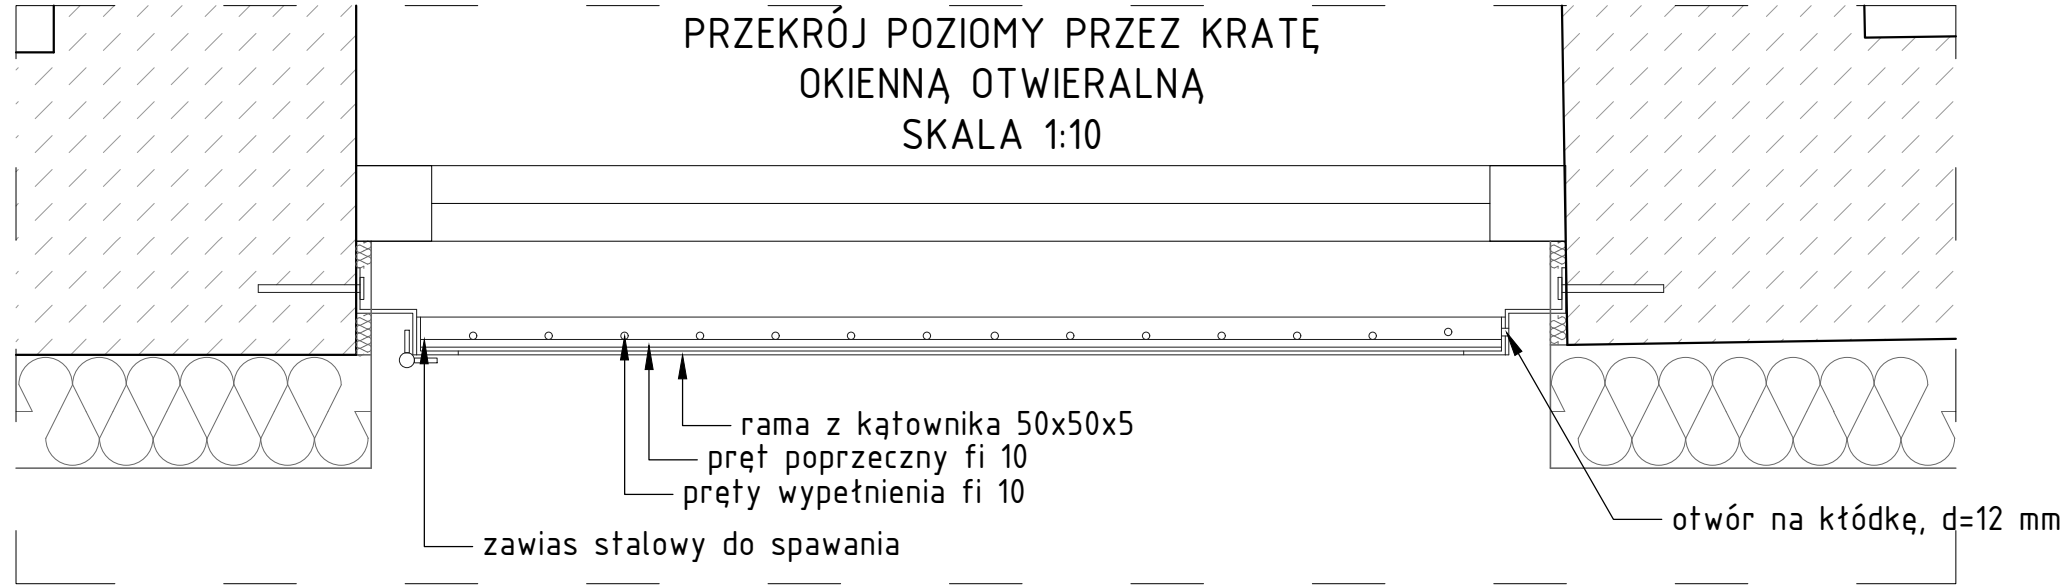 PRZEKRÓJ POZIOMY PRZEZ KRATĘ
OKIENNĄ OTWIERALNĄ
SKALA 1:10
rama z kątownika 50x50x5
pręt poprzeczny fi 10
pręty wypełnienia fi 10
otwór na kłódkę, d=12 mm
zawias stalowy do spawania